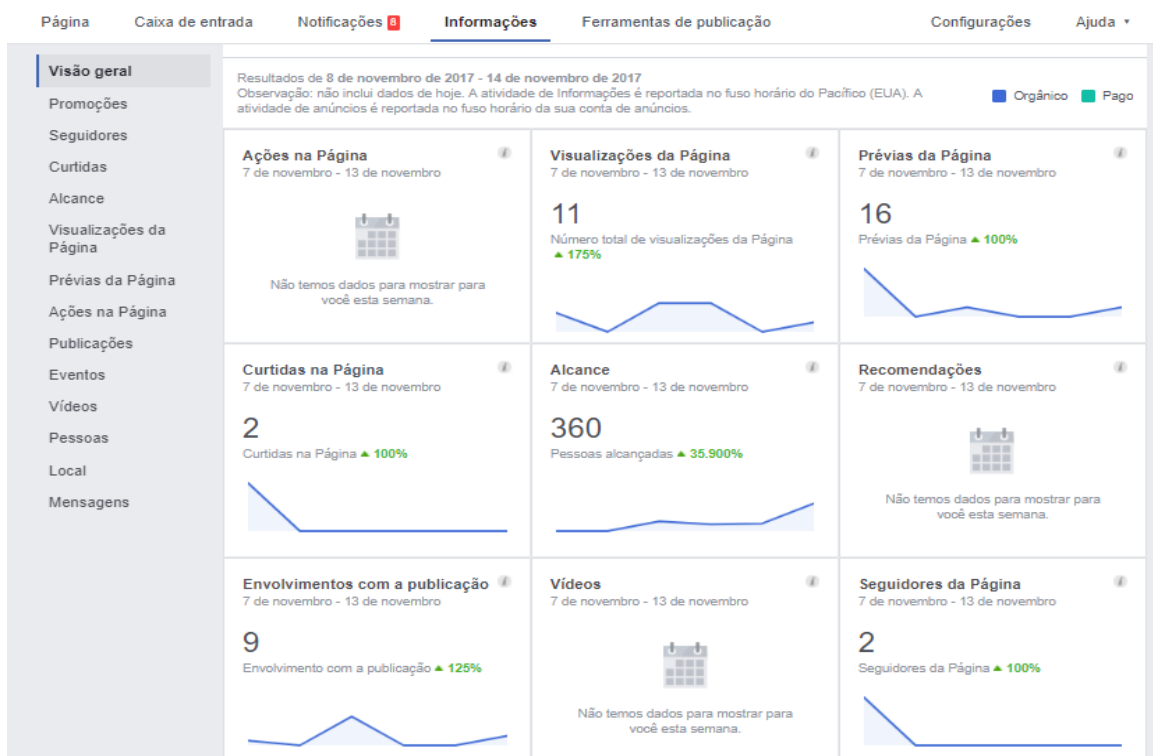 Página Caixa de entrada Notificações 8 Informações Ferramentas de publicação Configurações Ajuda
Visão geral
Promoções
Seguidores
Curtidas
Alcance
Visualizações da
Página
Prévias da Página
Ações na Página
Publicações
Eventos
Vídeos
Pessoas
Local
Mensagens
Resultados de 8 de novembro de 2017 - 14 de novembro de 2017
Observação: não inclui dados de hoje. A atividade de Informações é reportada no fuso horário do Pacífico (EUA). A
atividade de anúncios é reportada no fuso horário da sua conta de anúncios.
Orgânico Pago
Ações na Página
7 de novembro - 13 de novembro
Não temos dados para mostrar para
você esta semana.
Visualizações da Página
7 de novembro - 13 de novembro
11
Número total de visualizações da Página
175%
Prévias da Página
7 de novembro - 13 de novembro
16
Prévias da Página 100%
Curtidas na Página
7 de novembro - 13 de novembro
2
Curtidas na Página 100%
Alcance
7 de novembro - 13 de novembro
360
Pessoas alcançadas 35.900%
Recomendações
7 de novembro - 13 de novembro
Não temos dados para mostrar para
você esta semana.
Envolvimentos com a publicação
7 de novembro - 13 de novembro
9
Envolvimento com a publicação 125%
Vídeos
7 de novembro - 13 de novembro
Não temos dados para mostrar para
você esta semana.
Seguidores da Página
7 de novembro - 13 de novembro
2
Seguidores da Página 100%